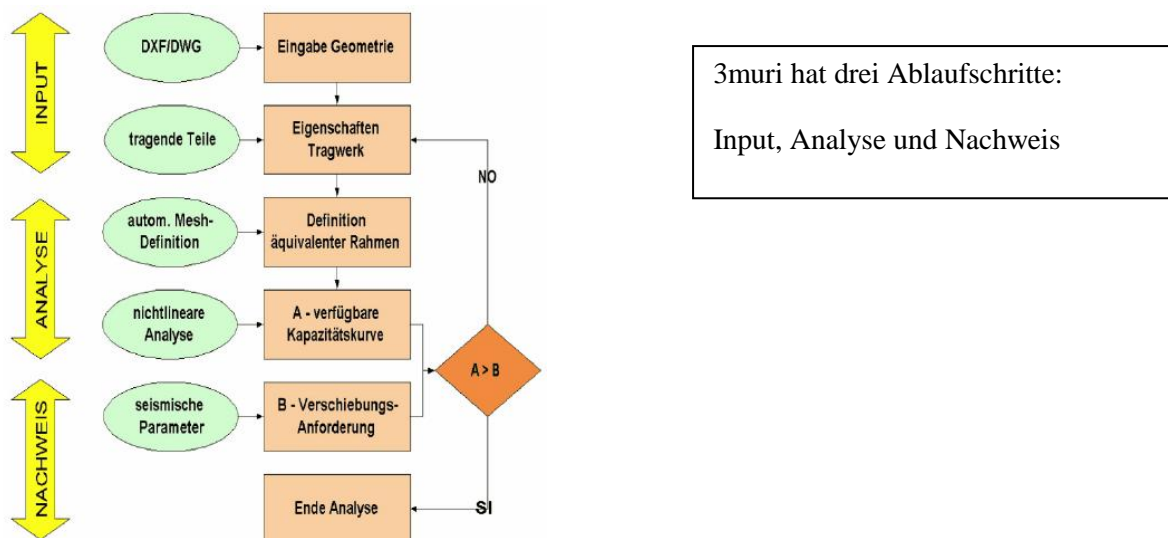 INPUT
DXF/DWG
Eingabe Geometrie
tragende Teile
Eigenschaften
Tragwerk
NO
ANALYSE
autom. Mesh-
Definition
Definition
äquivalenter Rahmen
nichtlineare
Analyse
A - verfügbare
Kapazitätskurve
A > B
NACHWEIS
seismische
Parameter
B - Verschiebungs-
Anforderung
Ende Analyse
SI
3muri hat drei Ablaufschritte:
Input, Analyse und Nachweis